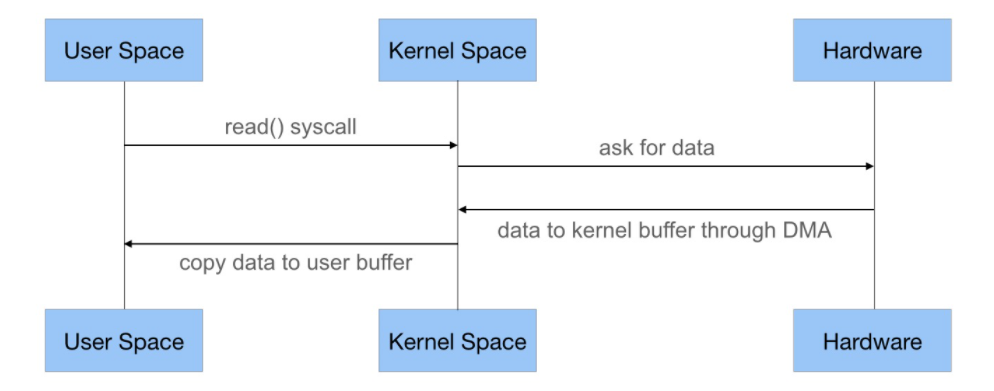 User Space
Kernel Space
Hardware
read() syscall
ask for data
data to kernel buffer through DMA
copy data to user buffer
User Space
Kernel Space
Hardware